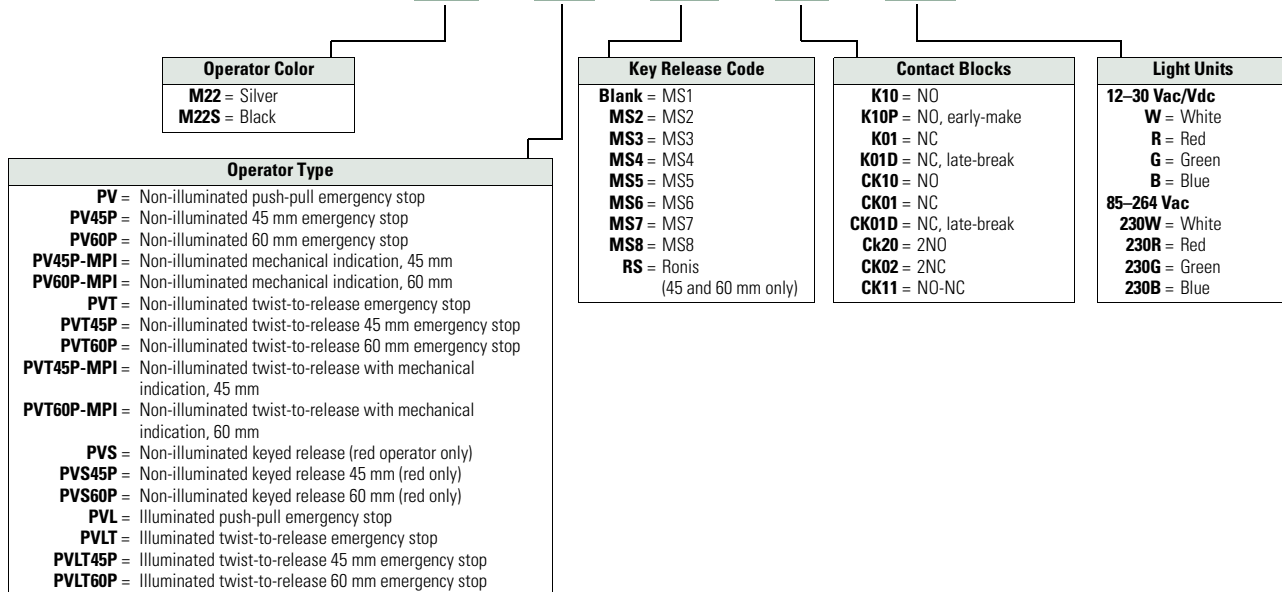 Operator Color
M22 = Silver
M22S = Black
Operator Type
PV = Non-illuminated push-pull emergency stop
PV45P = Non-illuminated 45 mm emergency stop
PV60P = Non-illuminated 60 mm emergency stop
PV45P-MPI = Non-illuminated mechanical indication, 45 mm
PV60P-MPI = Non-illuminated mechanical indication, 60 mm
PVT = Non-illuminated twist-to-release emergency stop
PVT45P = Non-illuminated twist-to-release 45 mm emergency stop
PVT60P = Non-illuminated twist-to-release 60 mm emergency stop
PVT45P-MPI = Non-illuminated twist-to-release with mechanical
indication, 45 mm
PVT60P-MPI = Non-illuminated twist-to-release with mechanical
indication, 60 mm
PVS = Non-illuminated keyed release (red operator only)
PVS45P = Non-illuminated keyed release 45 mm (red only)
PVS60P = Non-illuminated keyed release 60 mm (red only)
PVL = Illuminated push-pull emergency stop
PVLT = Illuminated twist-to-release emergency stop
PVLT45P = Illuminated twist-to-release 45 mm emergency stop
PVLT60P = Illuminated twist-to-release 60 mm emergency stop
Key Release Code
Blank = MS1
MS2 = MS2
MS3 = MS3
MS4 = MS4
MS5 = MS5
MS6 = MS6
MS7 = MS7
MS8 = MS8
RS = Ronis
(45 and 60 mm only)
Contact Blocks
K10 = NO
K10P = NO, early-make
K01 = NC
K01D = NC, late-break
CK10 = NO
CK01 = NC
CK01D = NC, late-break
Ck20 = 2NO
CK02 = 2NC
CK11 = NO-NC
Light Units
12–30 Vac/Vdc
W = White
R = Red
G = Green
B = Blue
85–264 Vac
230W = White
230R = Red
230G = Green
230B = Blue